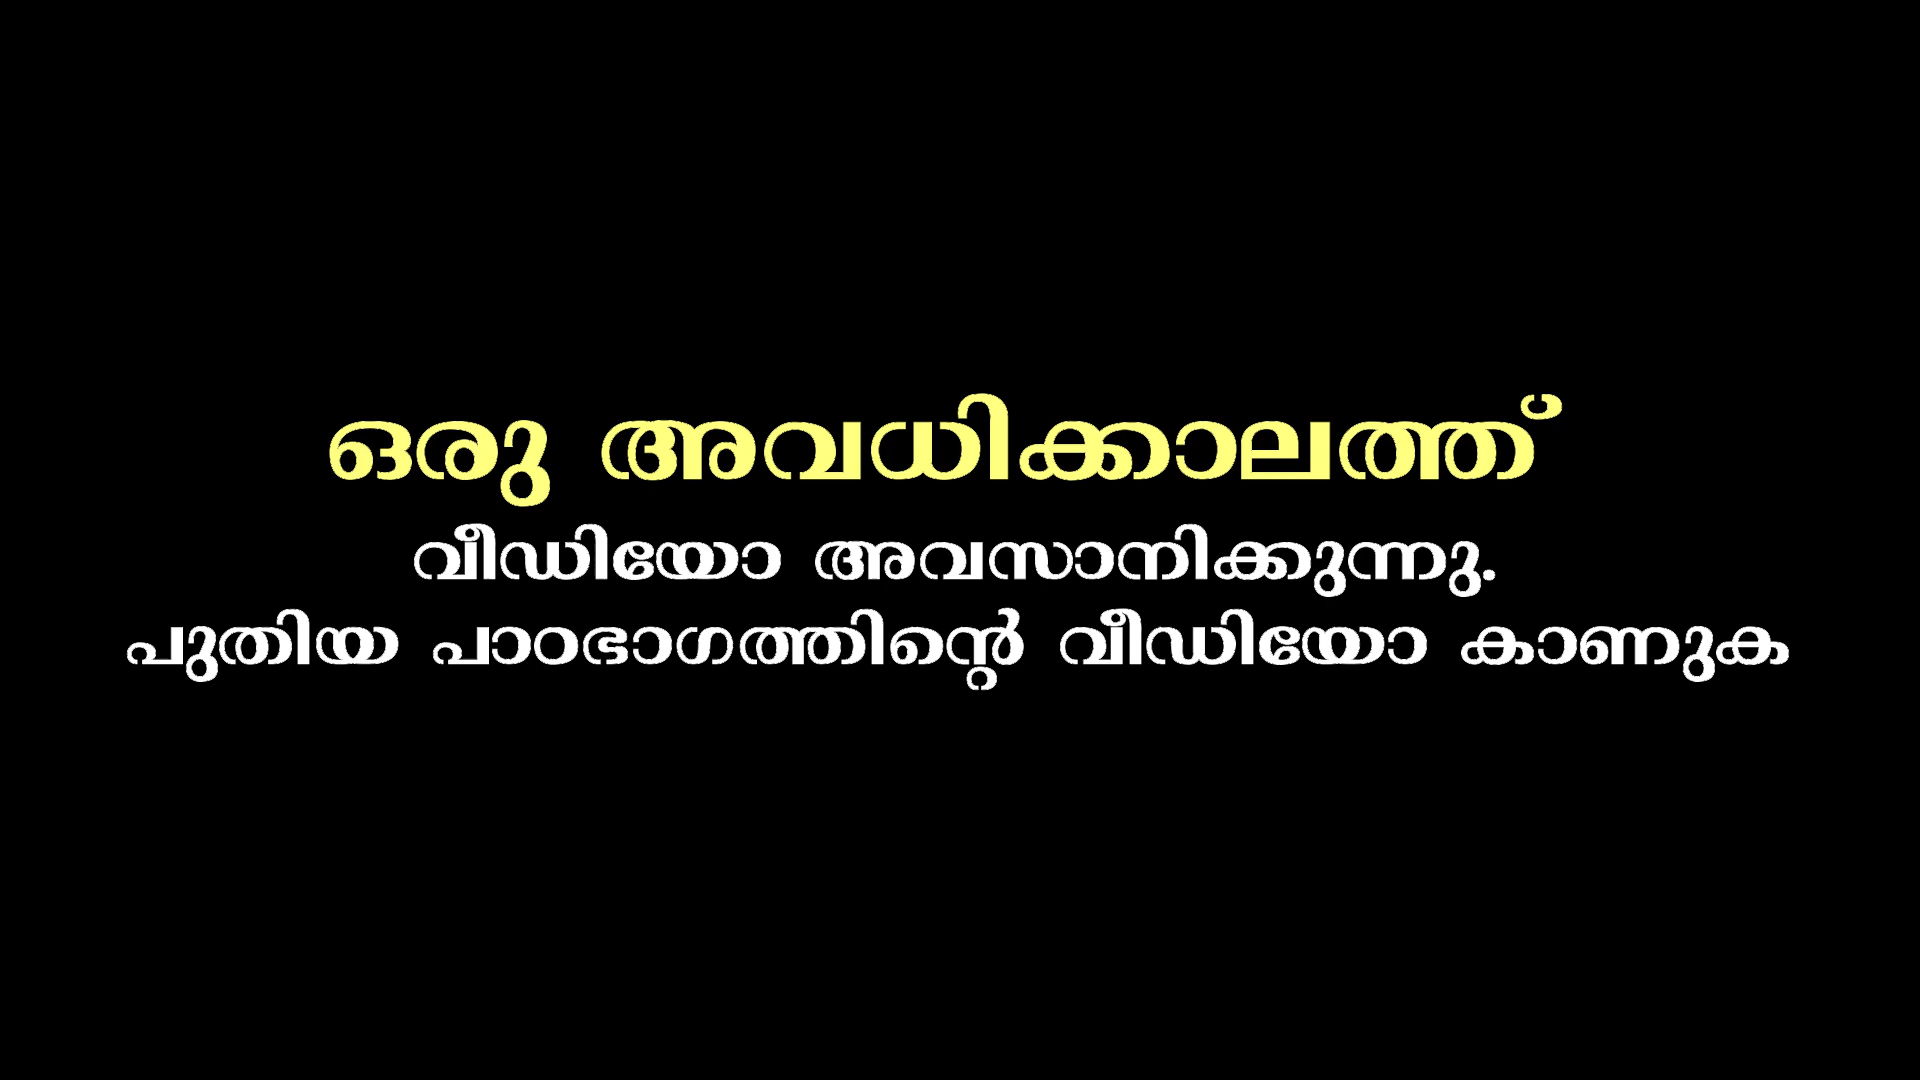 ഒരു അവധിക്കാലത്ത്
വീഡിയോ അവസാനിക്കുന്നു.
പുതിയ പാഠഭാഗത്തിന്റെ വീഡിയോ കാണുക